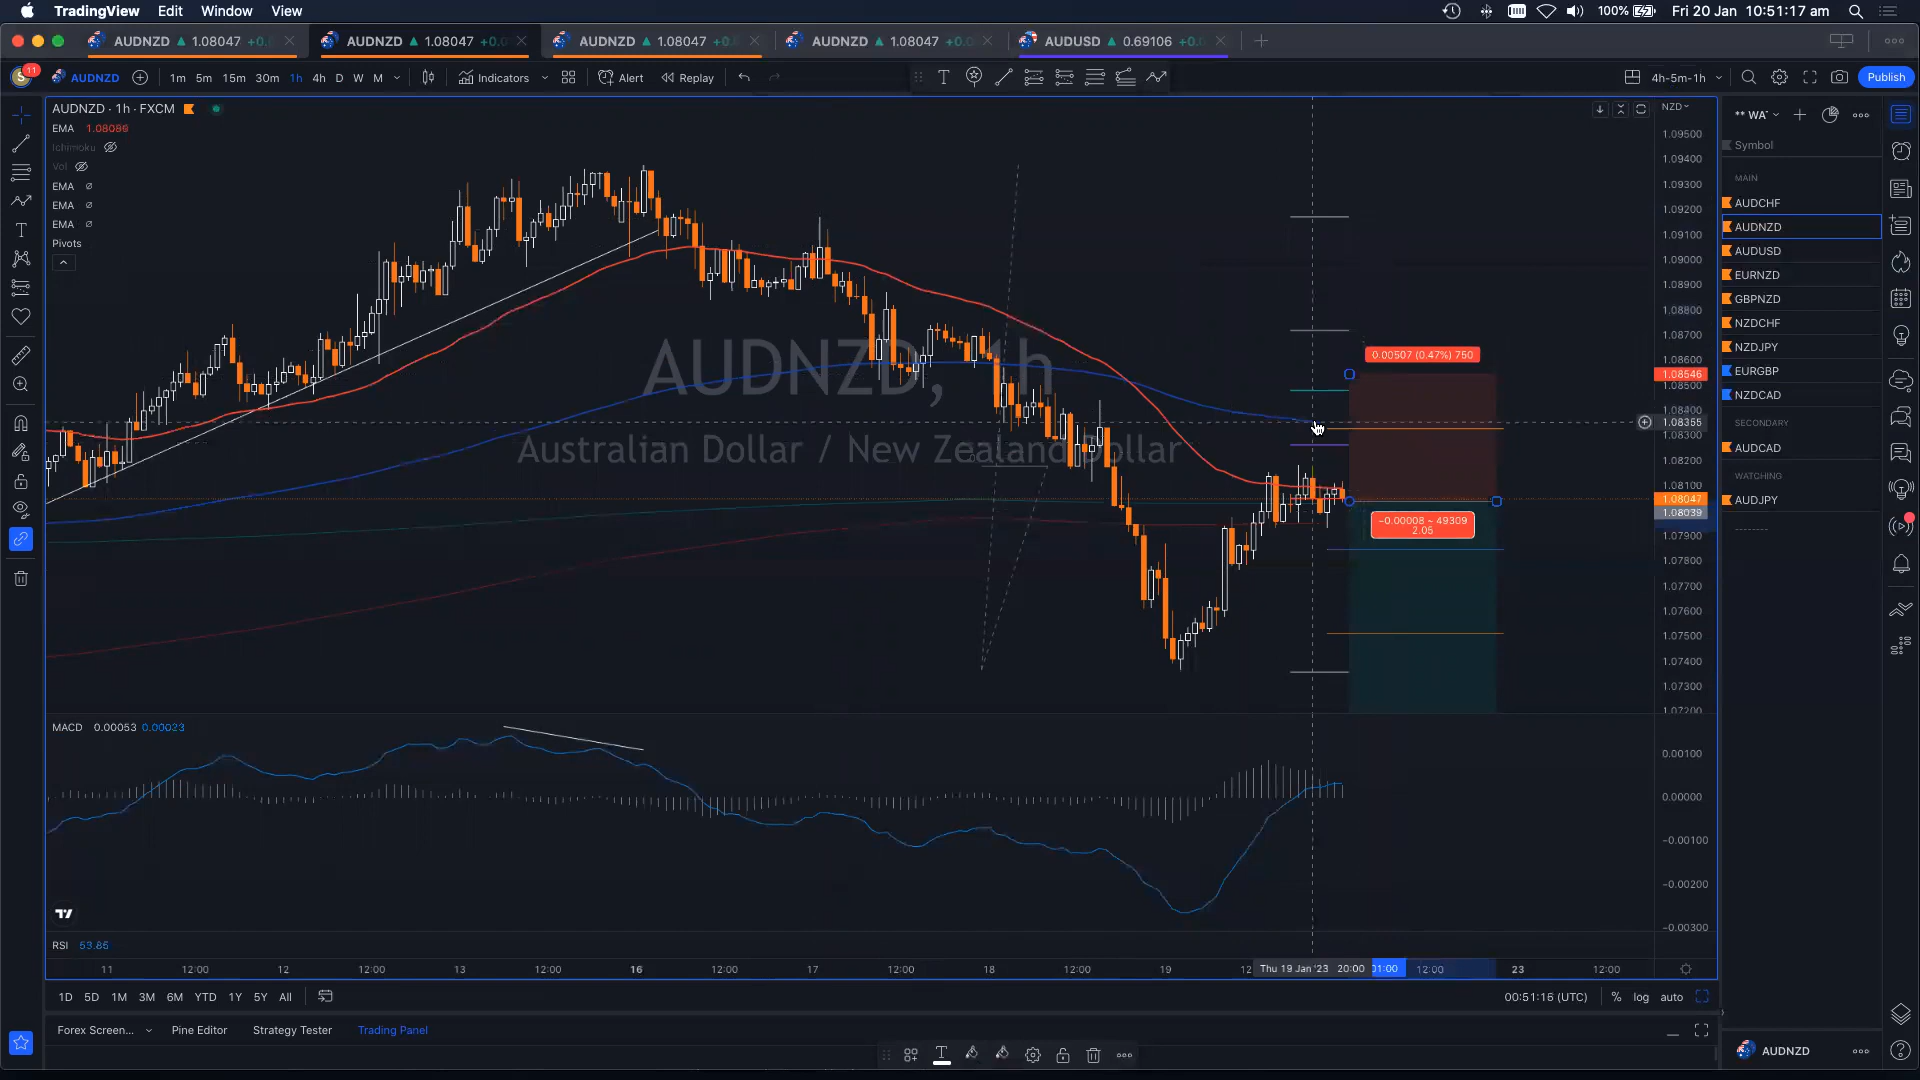 TradingView Edit Window View
100% Fri 20 Jan 10:51:17 am
AUDNZD ▲ 1.08047
AUDNZD ▲ 1.08047
AUDNZD ▲ 1.08047
AUDNZD ▲ 1.08047
AUDUSD ▲ 0.69106
S 11 AUDNZD 1m 5m 15m 30m 1h 4h D W M Indicators Alert Replay T 4h-5m-1h Publish
AUDNZD · 1h · FXCM
EMA 1.08086
Ichimoku
Vol
EMA
EMA
EMA
Pivots
AUDNZD, 1h
Australian Dollar / New Zealand Dollar
0.00507 (0.47%) 750
−0.00008 ~ 49309
2.05
NZD
1.09500
1.09400
1.09300
1.09200
1.09100
1.09000
1.08900
1.08800
1.08700
1.08600
1.08546
1.08500
1.08400
1.08355
1.08300
1.08200
1.08100
1.08047
1.08039
1.07900
1.07800
1.07700
1.07600
1.07500
1.07400
1.07300
1.07200
MACD 0.00053 0.00023
0.00100
0.00000
−0.00100
−0.00200
−0.00300
RSI 53.86
11 12:00 12 12:00 13 12:00 16 12:00 17 12:00 18 12:00 19 Thu 19 Jan '23 20:00 01:00 12:00 23 12:00
1D 5D 1M 3M 6M YTD 1Y 5Y All
00:51:16 (UTC) % log auto
Forex Screen... Pine Editor Strategy Tester Trading Panel
** WA
Symbol
MAIN
AUDCHF
AUDNZD
AUDUSD
EURNZD
GBPNZD
NZDCHF
NZDJPY
EURGBP
NZDCAD
SECONDARY
AUDCAD
WATCHING
AUDJPY
--------
AUDNZD